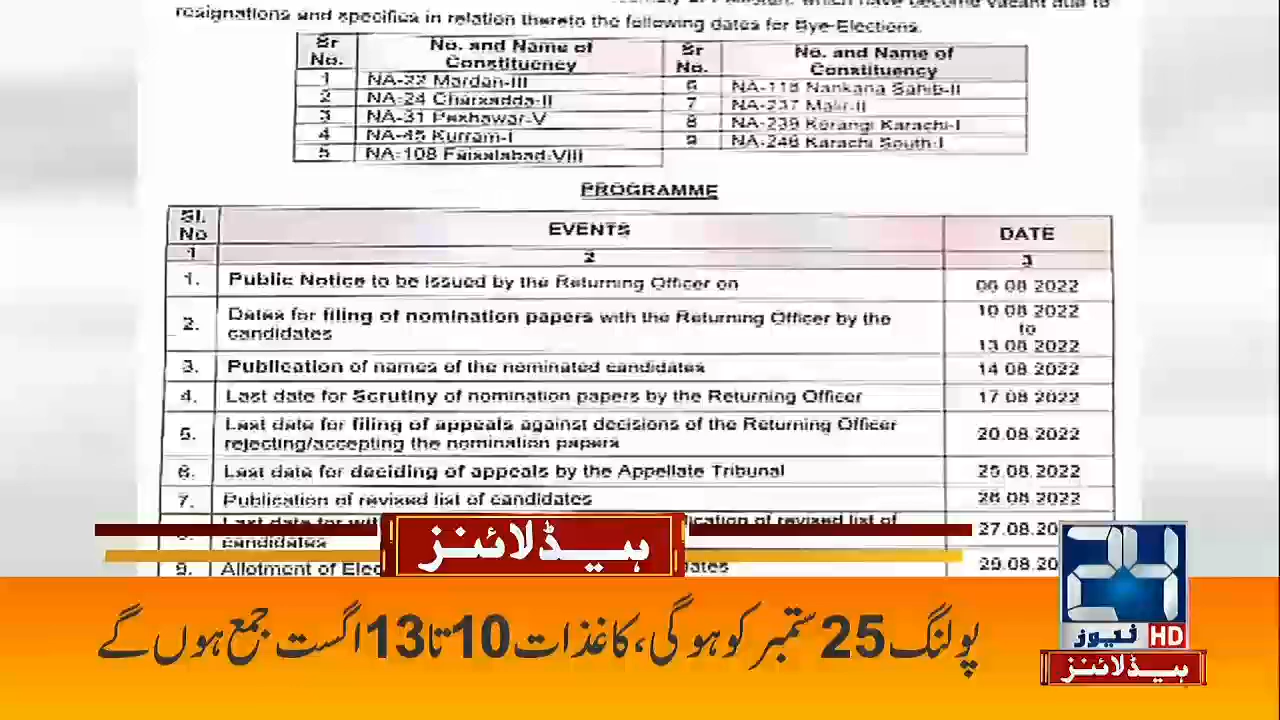 resignations and specifies in relation thereto the following dates for Bye-Elections.
Sr No. No. and Name of Constituency Sr No. No. and Name of Constituency
1 NA-22 Mardan-III 6 NA-118 Nankana Sahib-II
2 NA-24 Charsadda-II 7 NA-237 Malir-II
3 NA-31 Peshawar-V 8 NA-239 Korangi Karachi-I
4 NA-45 Kurram-I 9 NA-246 Karachi South-I
5 NA-108 Faisalabad-VIII
PROGRAMME
Sl. No EVENTS DATE
1 2 3
1. Public Notice to be issued by the Returning Officer on 06 08 2022
2. Dates for filing of nomination papers with the Returning Officer by the candidates 10 08 2022 to 13 08 2022
3. Publication of names of the nominated candidates 14 08 2022
4. Last date for Scrutiny of nomination papers by the Returning Officer 17 08 2022
5. Last date for filing of appeals against decisions of the Returning Officer rejecting/accepting the nomination papers 20.08.2022
6. Last date for deciding of appeals by the Appellate Tribunal 25 08.2022
7. Publication of revised list of candidates 26 08 2022
Last date for of revised list of candidates 27.08.20
9. Allotment of 29.08.20
ہیڈلائنز
24
نیوز HD
ہیڈلائنز
پولنگ 25 ستمبر کو ہوگی، کاغذات 10 تا 13 اگست جمع ہوں گے